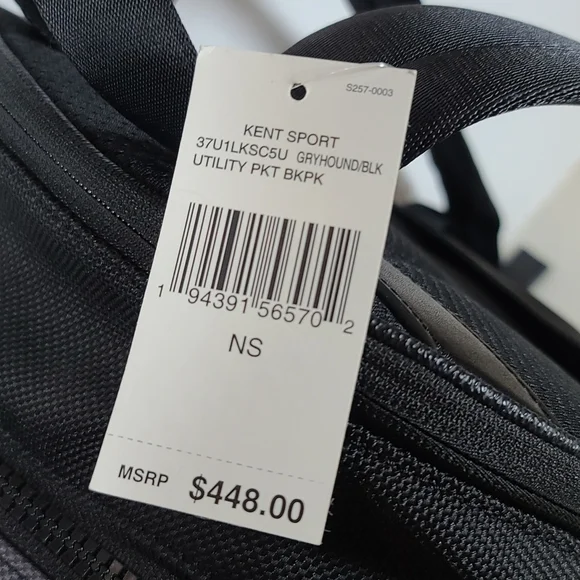 S257-0003
KENT SPORT
37U1LKSC5U GRYHOUND/BLK
UTILITY PKT BKPK
1 94391 56570 2
NS
MSRP $448.00